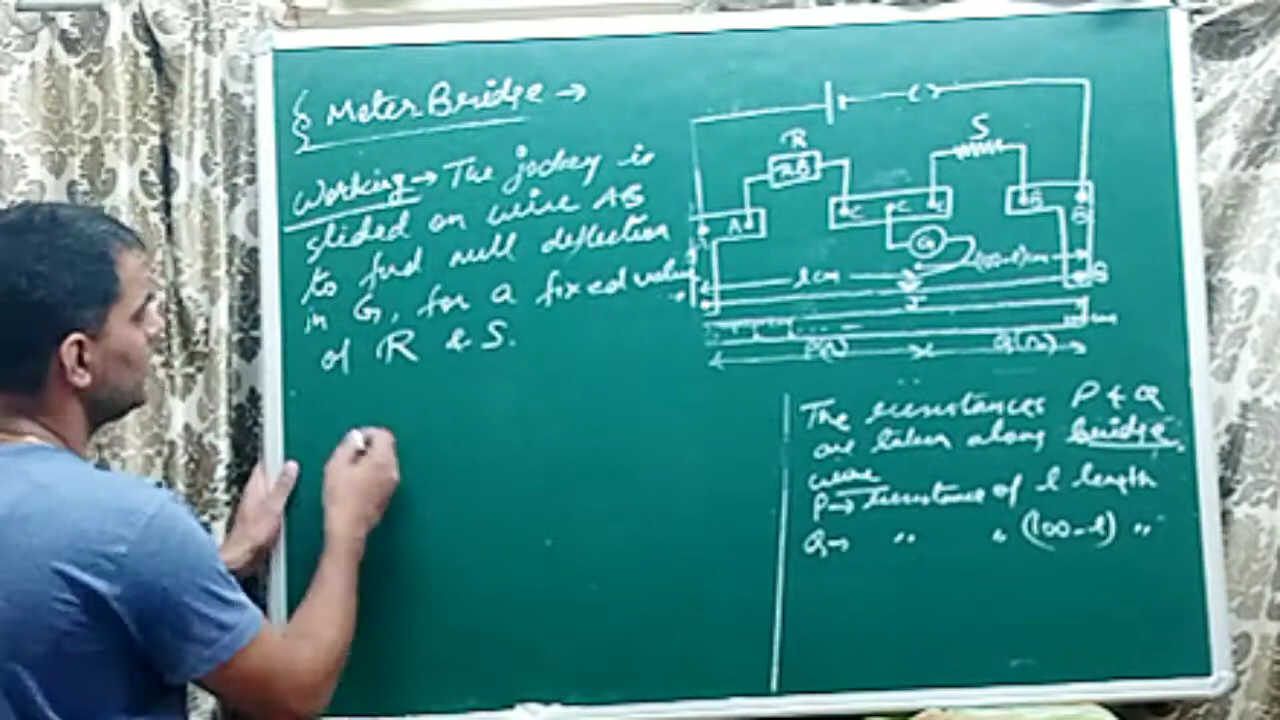 Meter Bridge →
Working → The jockey is
slided on wire AB
to find null deflection
in G, for a fixed value
of R & S.
R
RB
S
A
A
C
C
C
B
B
G
l cm
(100-l)cm
B
J
P(Ω)
Q(Ω)
The resistances P & Q
are taken along bridge
wire
P → resistance of l length
Q → " " (100-l) "